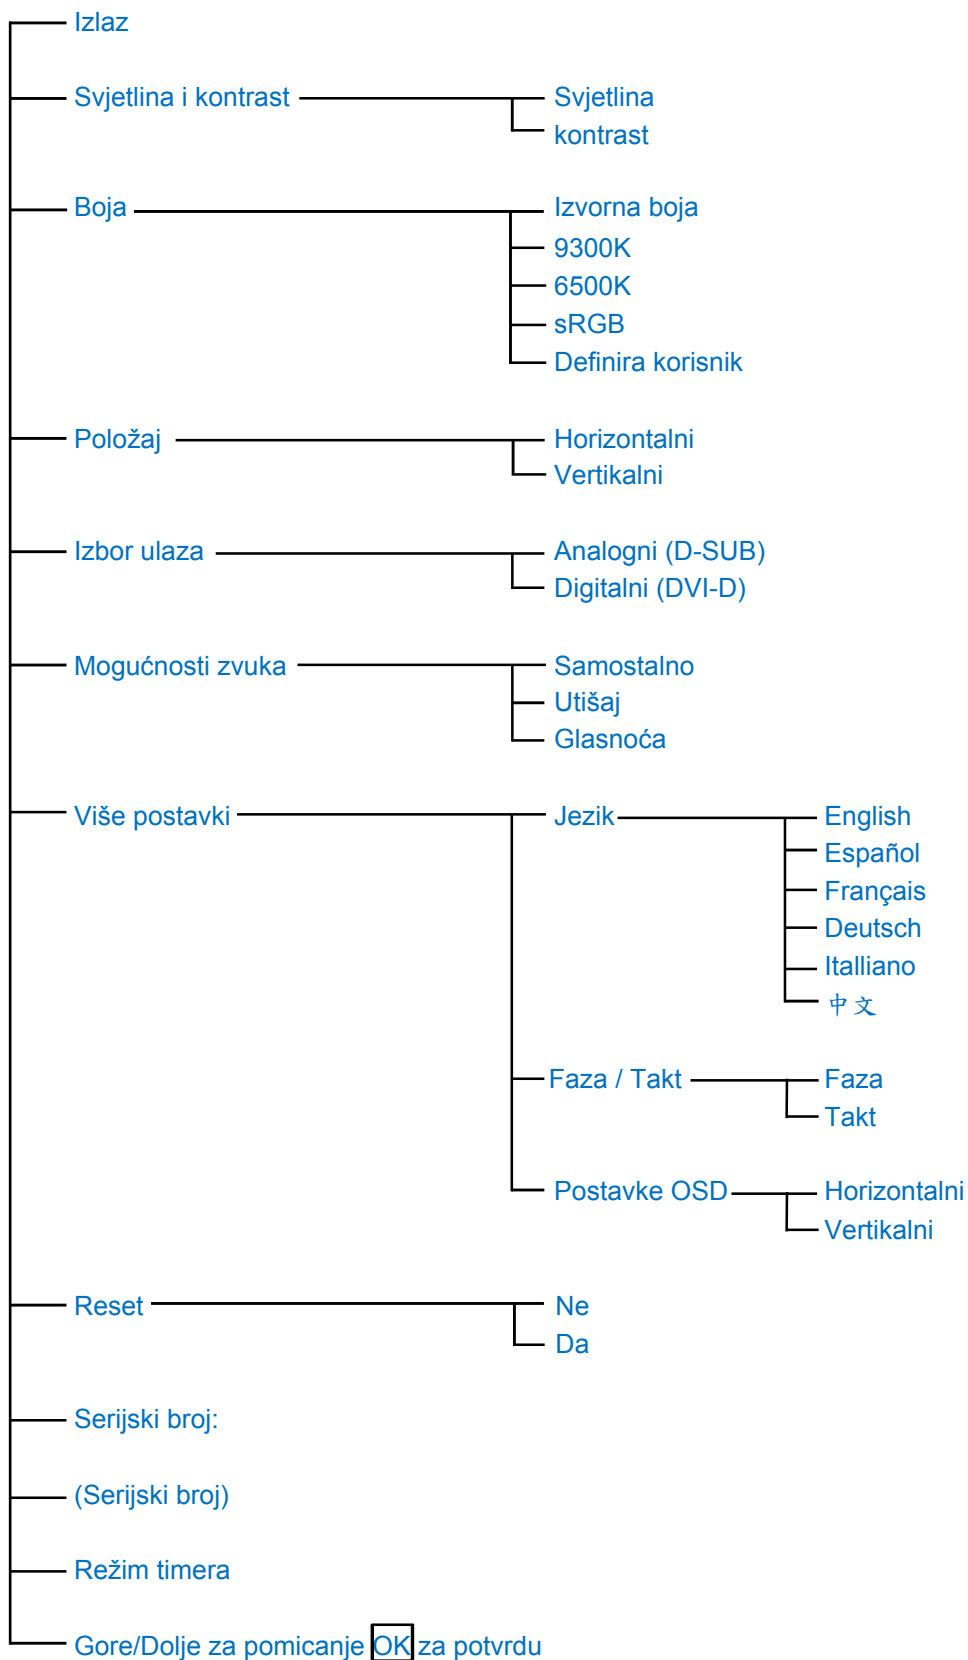 Izlaz
Svjetlina i kontrast Svjetlina
kontrast
Boja Izvorna boja
9300K
6500K
sRGB
Definira korisnik
Položaj Horizontalni
Vertikalni
Izbor ulaza Analogni (D-SUB)
Digitalni (DVI-D)
Mogućnosti zvuka Samostalno
Utišaj
Glasnoća
Više postavki Jezik English
Español
Français
Deutsch
Italliano
中文
Faza / Takt Faza
Takt
Postavke OSD Horizontalni
Vertikalni
Reset Ne
Da
Serijski broj:
(Serijski broj)
Režim timera
Gore/Dolje za pomicanje OK za potvrdu